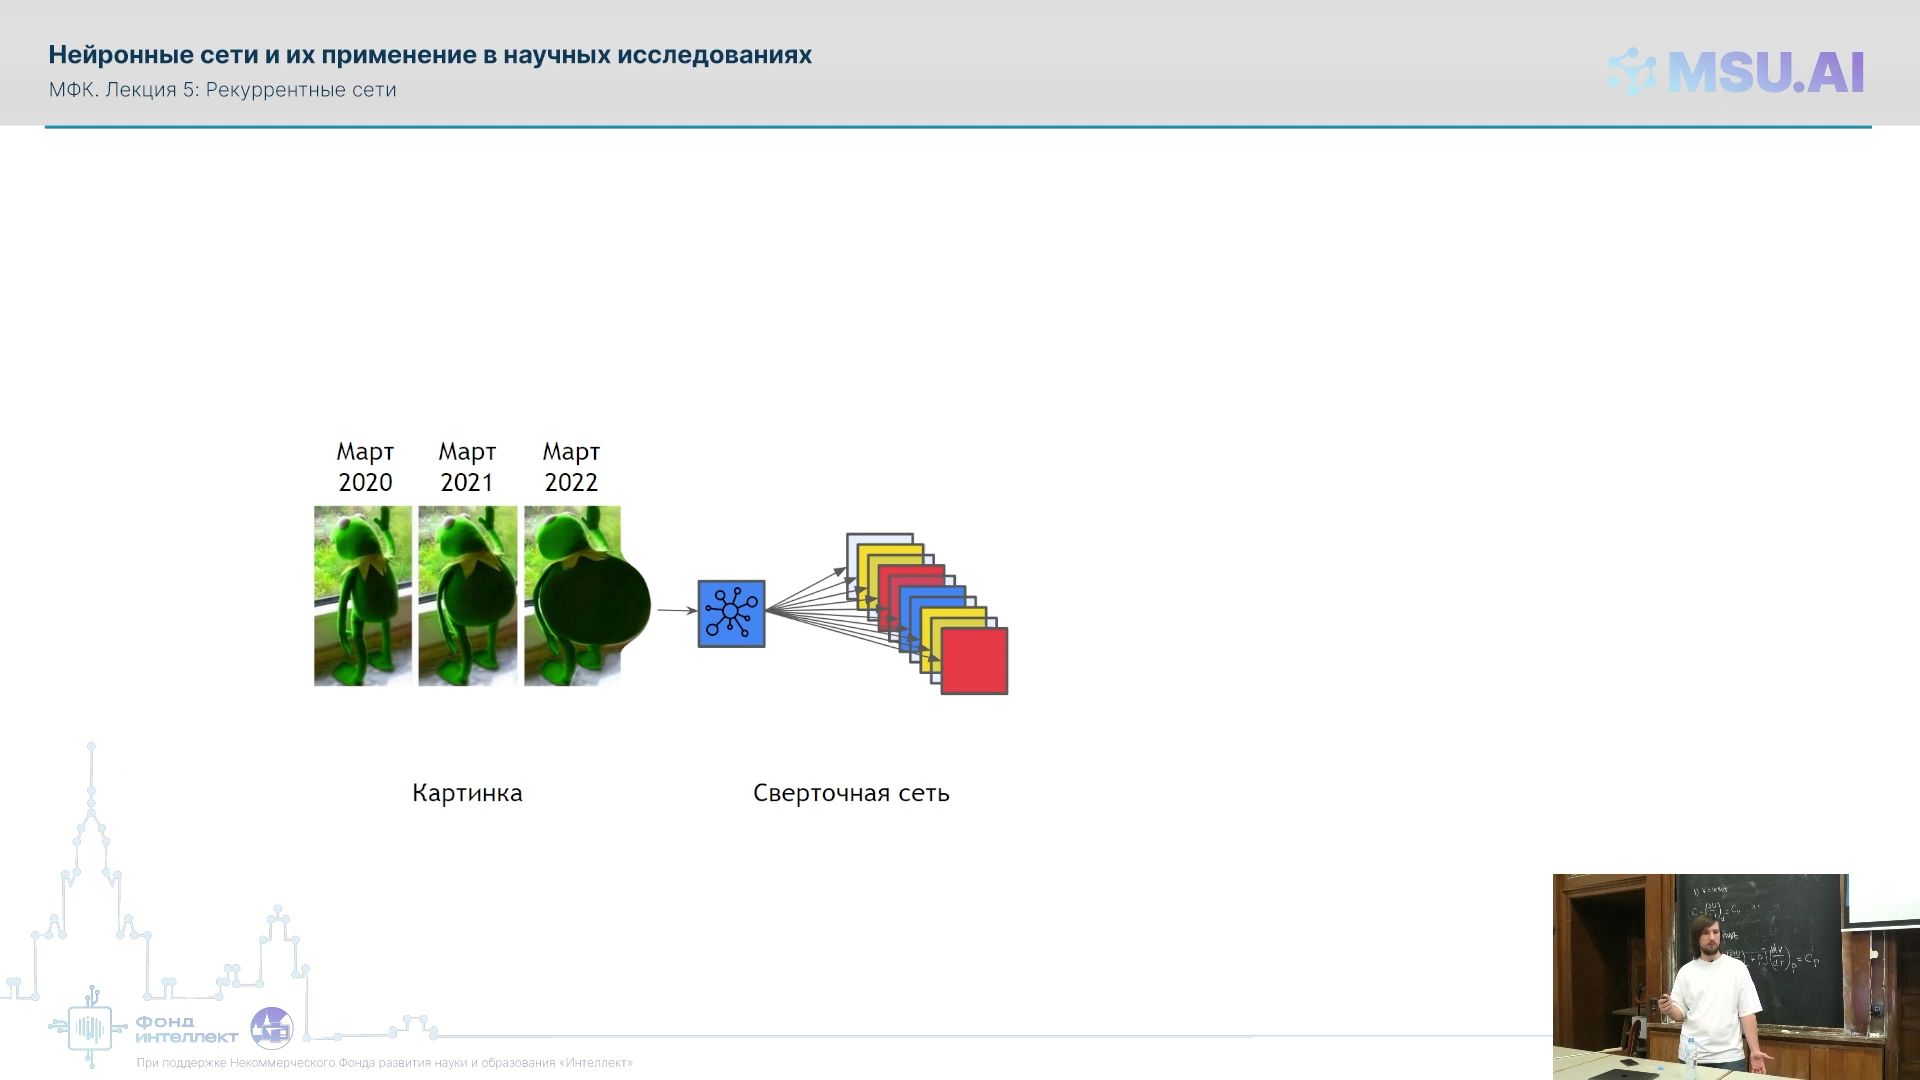 Нейронные сети и их применение в научных исследованиях
МФК. Лекция 5: Рекуррентные сети
MSU.AI
Март
2020
Март
2021
Март
2022
Картинка
Сверточная сеть
ФОНД
ИНТЕЛЛЕКТ
При поддержке Некоммерческого Фонда развития науки и образования «Интеллект»